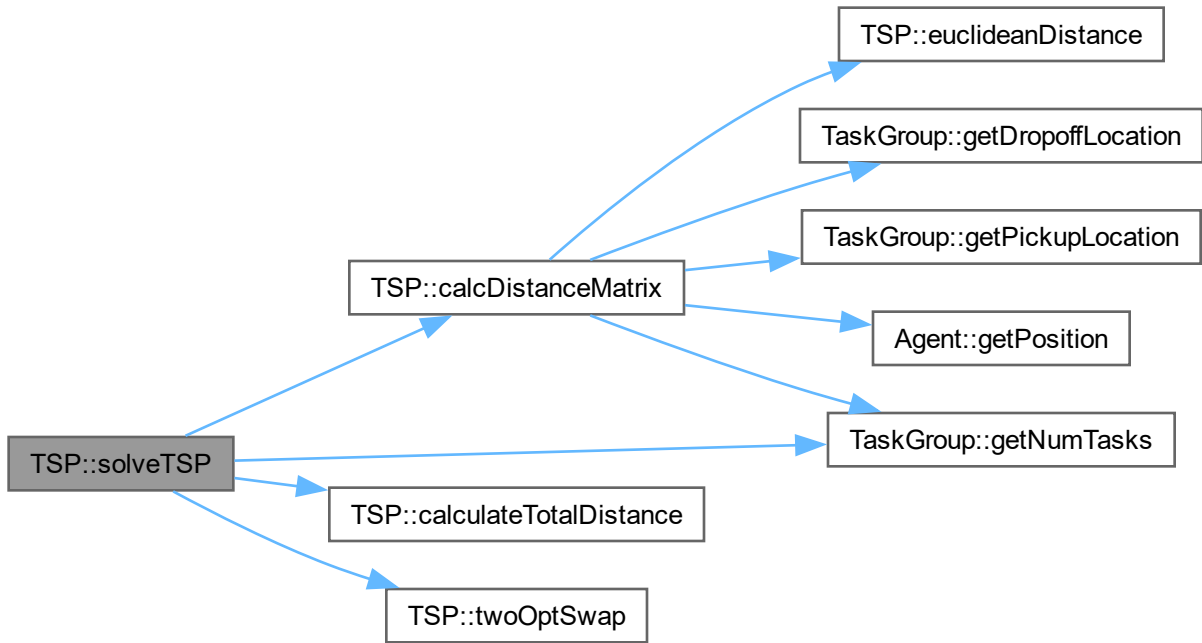 TSP::euclideanDistance
TaskGroup::getDropoffLocation
TaskGroup::getPickupLocation
TSP::calcDistanceMatrix
Agent::getPosition
TaskGroup::getNumTasks
TSP::solveTSP
TSP::calculateTotalDistance
TSP::twoOptSwap